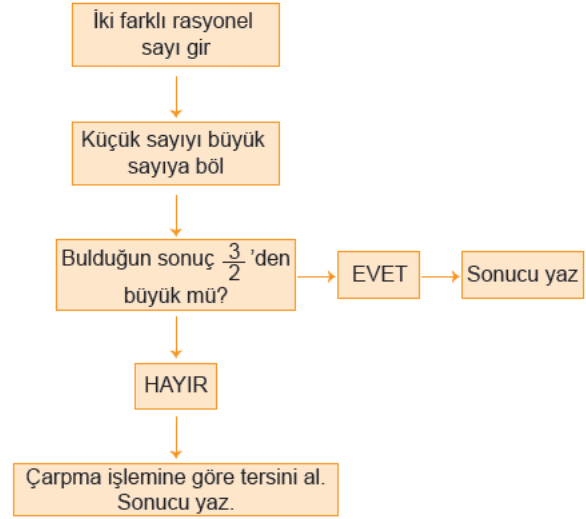 İki farklı rasyonel
sayı gir
Küçük sayıyı büyük
sayıya böl
Bulduğun sonuç 3/2 'den
büyük mü?
EVET
Sonucu yaz
HAYIR
Çarpma işlemine göre tersini al.
Sonucu yaz.